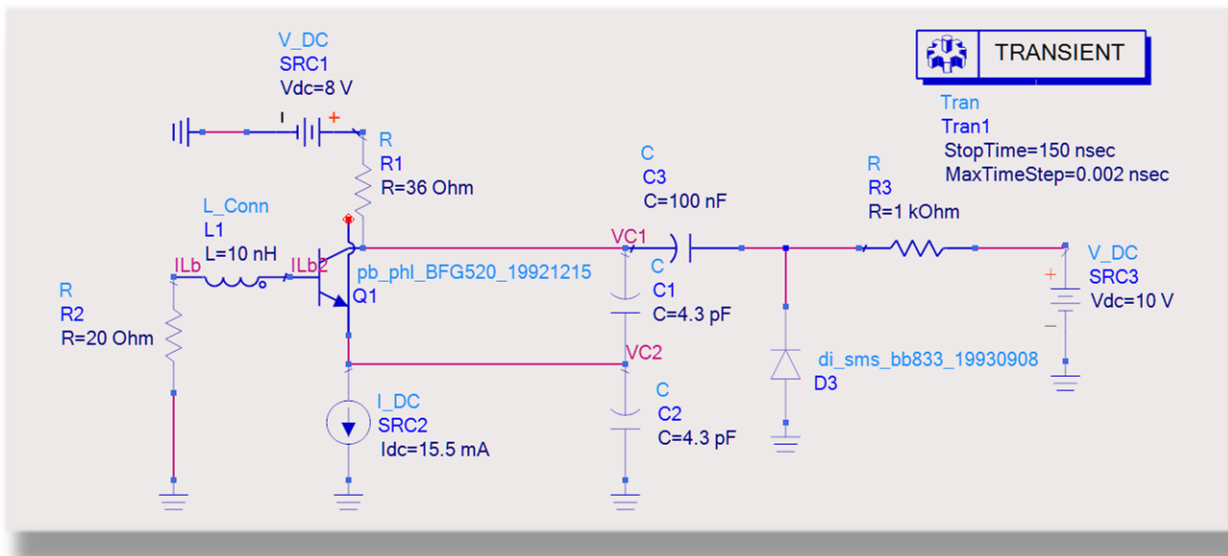 V_DC
SRC1
Vdc=8 V
R
R1
R=36 Ohm
L_Conn
L1
L=10 nH
ILb
ILb2
R
R2
R=20 Ohm
pb_phl_BFG520_19921215
Q1
I_DC
SRC2
Idc=15.5 mA
C
C3
C=100 nF
VC1
C
C1
C=4.3 pF
VC2
C
C2
C=4.3 pF
TRANSIENT
Tran
Tran1
StopTime=150 nsec
MaxTimeStep=0.002 nsec
R
R3
R=1 kOhm
di_sms_bb833_19930908
D3
V_DC
SRC3
Vdc=10 V